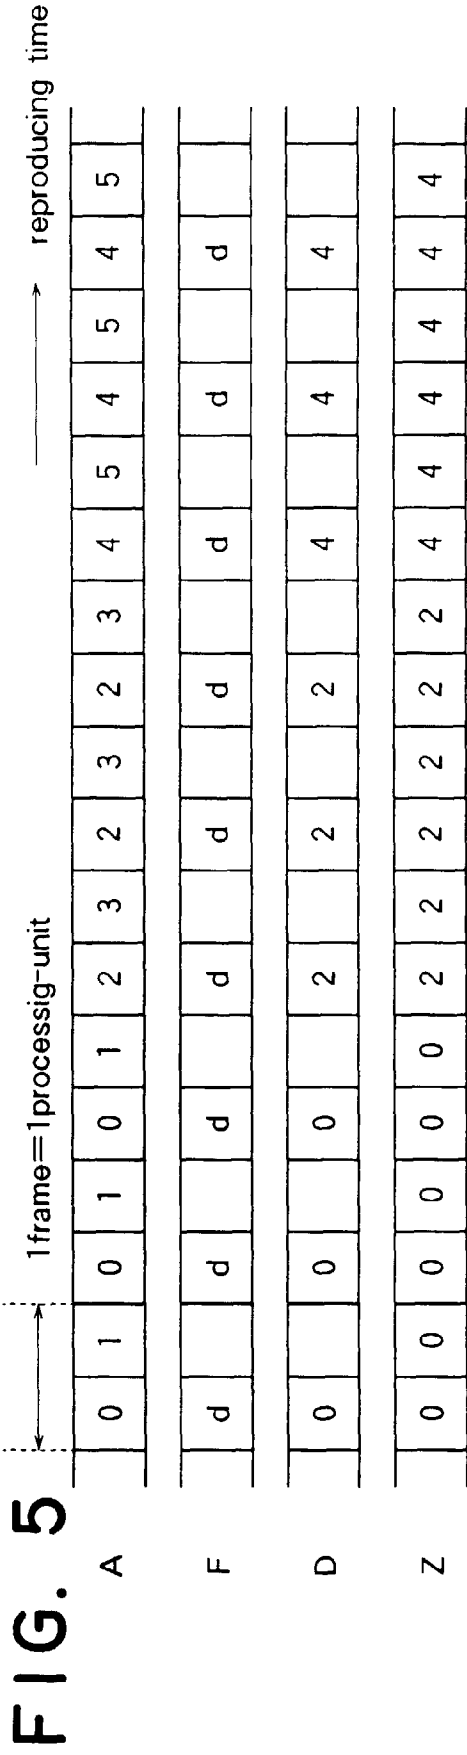 FIG. 5
1frame=1processig-unit
reproducing time
A 0 1 0 1 0 1 2 3 2 3 2 3 4 5 4 5 4 5
F d d d d d d d d d
D 0 0 0 2 2 2 4 4 4
Z 0 0 0 0 0 0 2 2 2 2 2 2 4 4 4 4 4 4